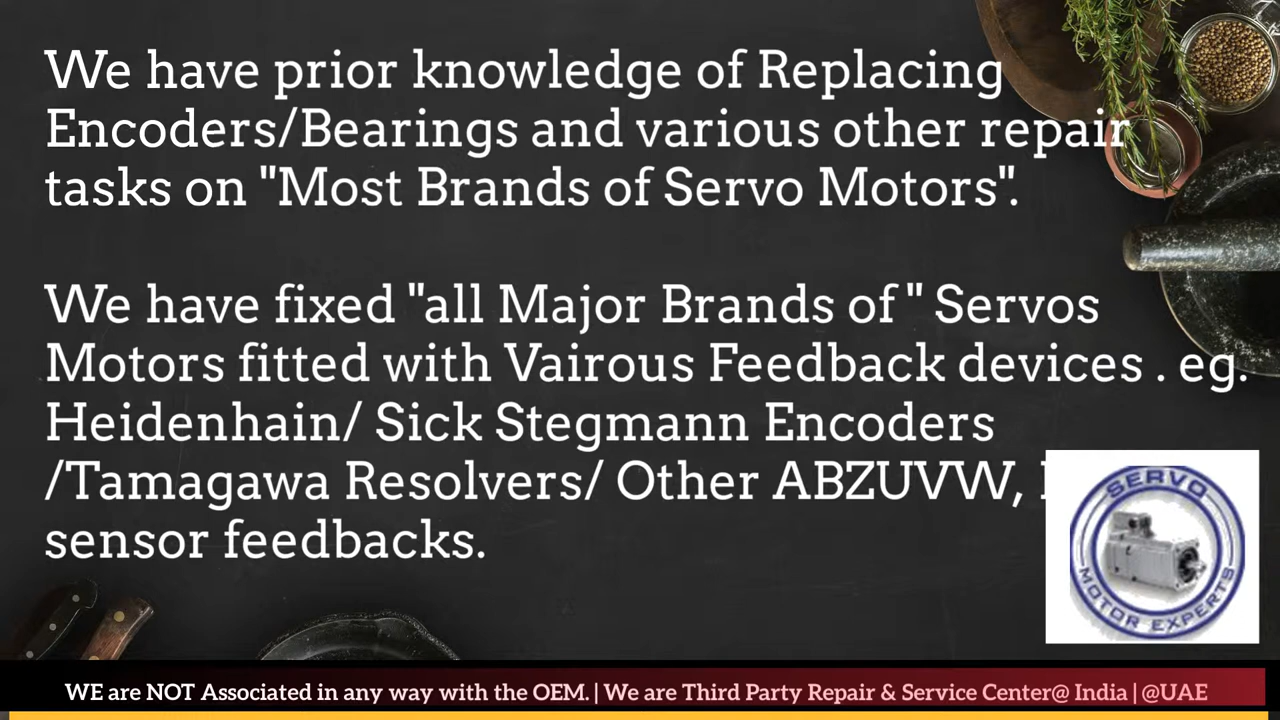 We have prior knowledge of Replacing
Encoders/Bearings and various other repair
tasks on "Most Brands of Servo Motors".
We have fixed "all Major Brands of " Servos
Motors fitted with Vairous Feedback devices . eg.
Heidenhain/ Sick Stegmann Encoders
/Tamagawa Resolvers/ Other ABZUVW,
sensor feedbacks.
SERVO
MOTOR EXPERTS
WE are NOT Associated in any way with the OEM. | We are Third Party Repair & Service Center@ India | @UAE